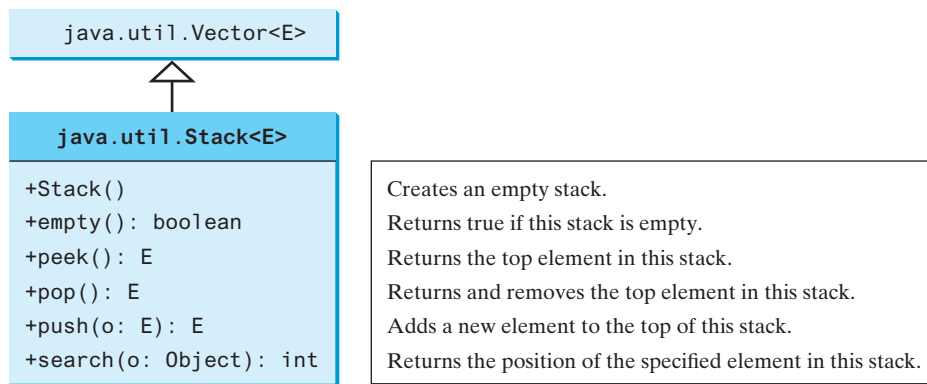 java.util.Vector<E>
java.util.Stack<E>
+Stack()
Creates an empty stack.
+empty(): boolean
Returns true if this stack is empty.
+peek(): E
Returns the top element in this stack.
+pop(): E
Returns and removes the top element in this stack.
+push(o: E): E
Adds a new element to the top of this stack.
+search(o: Object): int
Returns the position of the specified element in this stack.